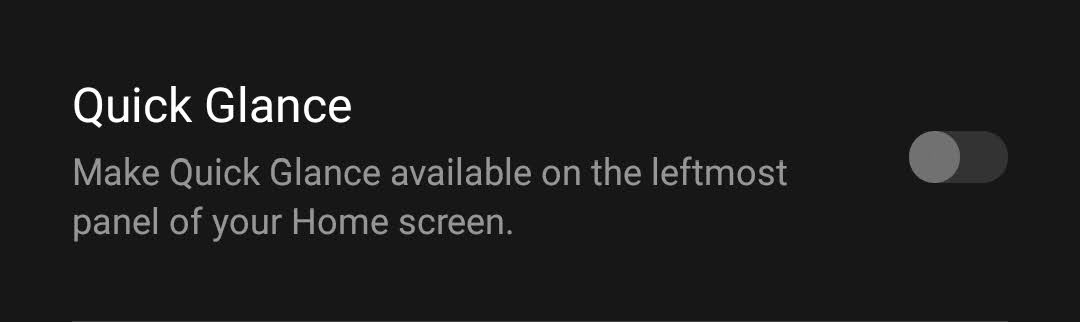 Quick Glance
Make Quick Glance available on the leftmost
panel of your Home screen.